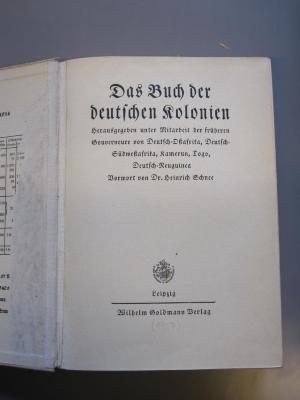 Das Buch der
deutschen Kolonien
Herausgegeben unter Mitarbeit der früheren
Gouverneure von Deutsch-Ostafrika, Deutsch-
Südwestafrika, Kamerun, Togo,
Deutsch-Neuguinea
Vorwort von Dr. Heinrich Schnee
Leipzig
Wilhelm Goldmann Verlag